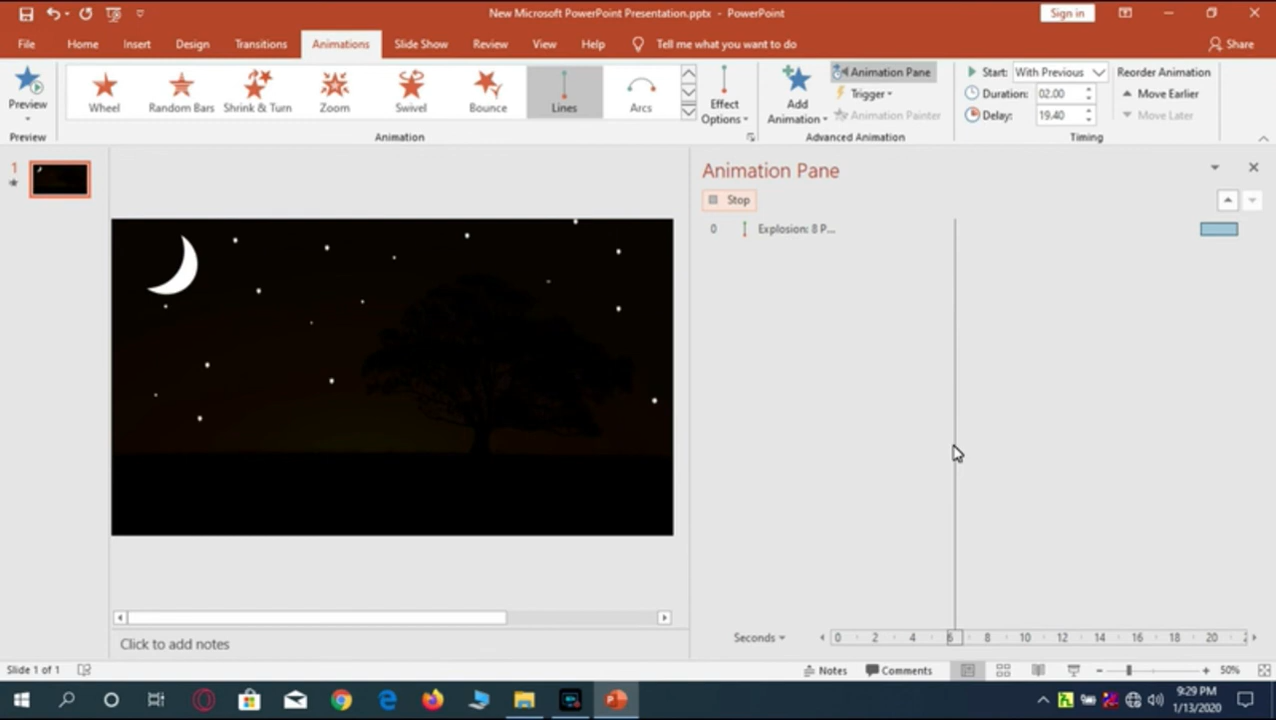 New Microsoft PowerPoint Presentation.pptx - PowerPoint
Sign in
File Home Insert Design Transitions Animations Slide Show Review View Help Tell me what you want to do
Share
Preview
Wheel Random Bars Shrink & Turn Zoom Swivel Bounce Lines Arcs
Effect Options
Add Animation
Animation Pane
Trigger
Animation Painter
Start: With Previous
Duration: 02.00
Delay: 19.40
Reorder Animation
Move Earlier
Move Later
Preview Animation Advanced Animation Timing
1
Animation Pane
Stop
0 Explosion: 8 P...
Seconds 0 2 4 6 8 10 12 14 16 18 20 2
Click to add notes
Slide 1 of 1
Notes Comments 50%
9:29 PM
1/13/2020